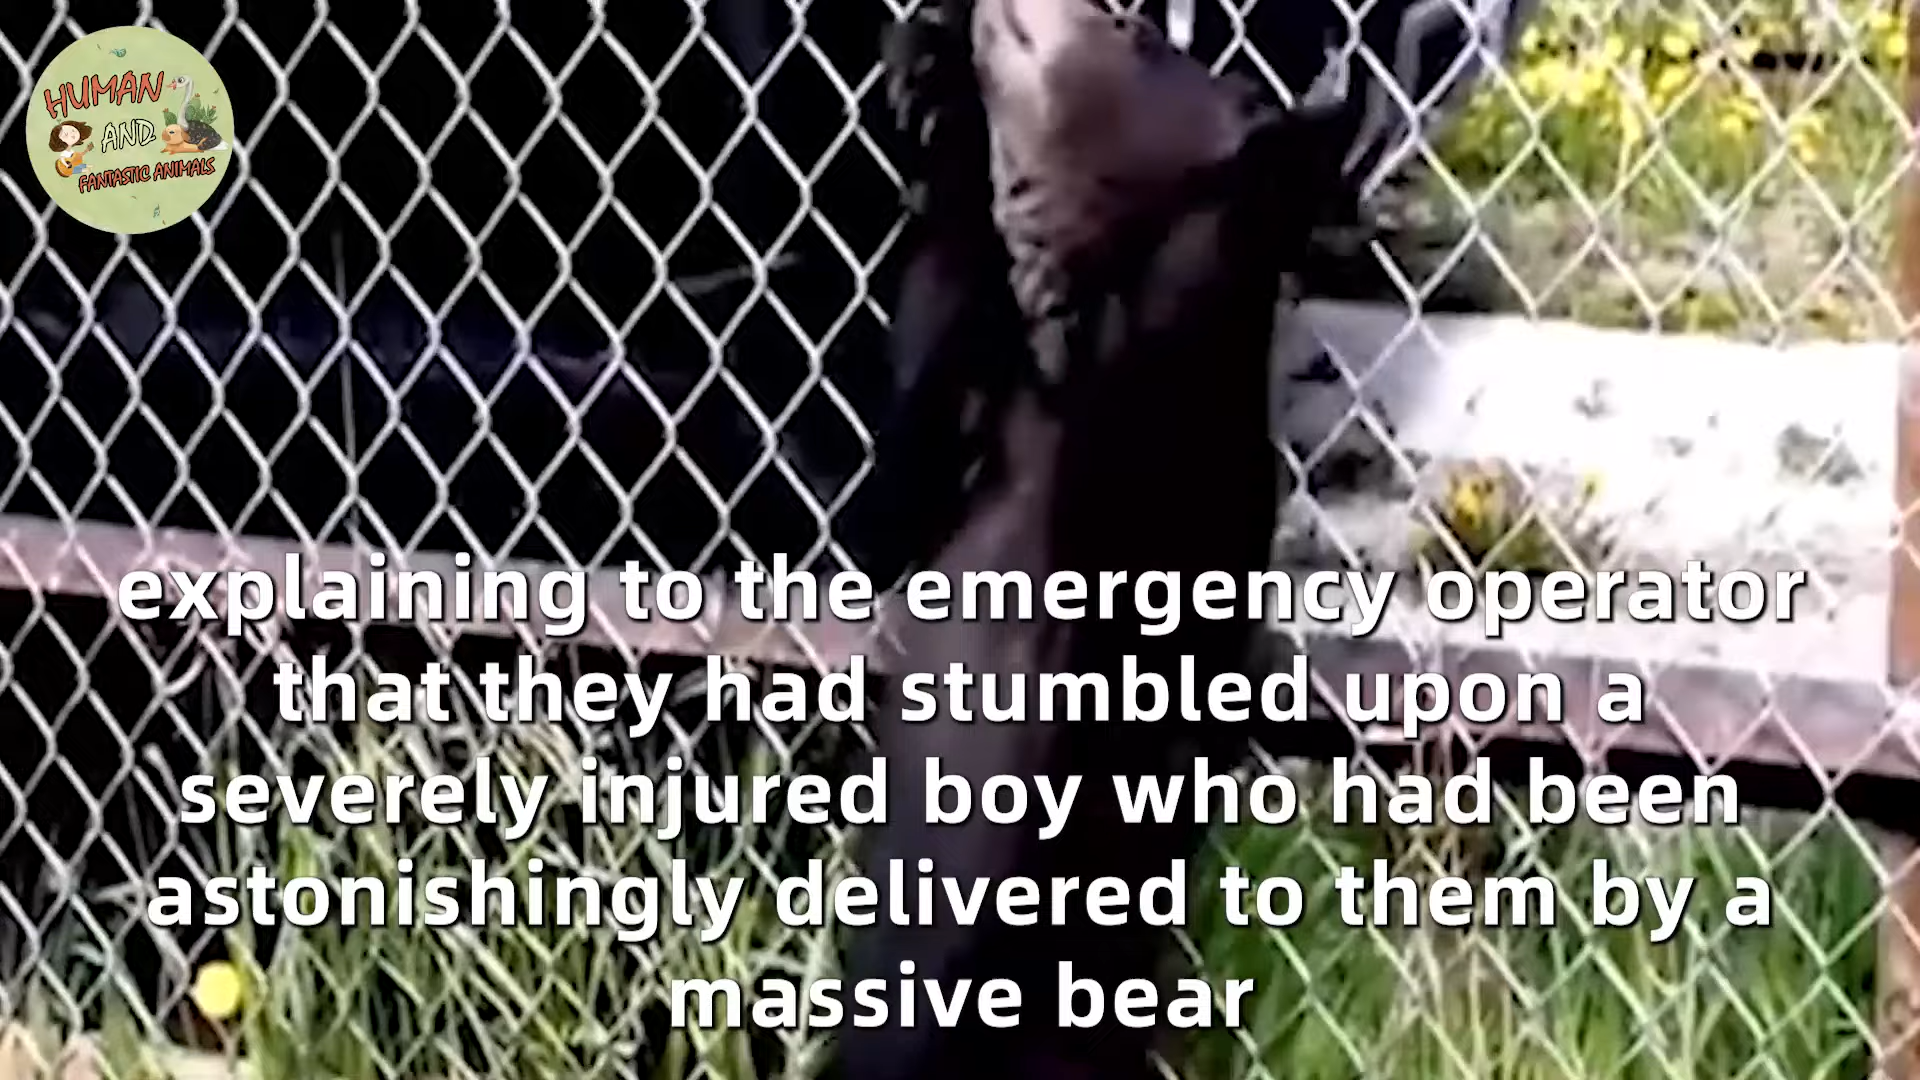 HUMAN
AND
FANTASTIC ANIMALS
explaining to the emergency operator
that they had stumbled upon a
severely injured boy who had been
astonishingly delivered to them by a
massive bear